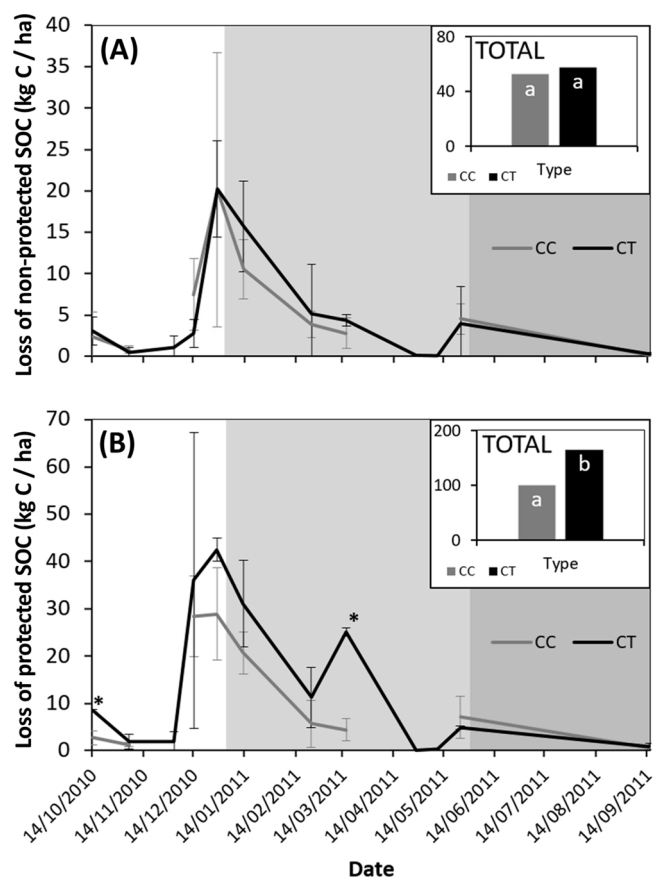 Loss of non-protected SOC (kg C / ha)
40
35
30
25
20
15
10
5
0
(A)
TOTAL
80
40
0
a
a
Type
CC
CT
CC
CT
Loss of protected SOC (kg C / ha)
70
60
50
40
30
20
10
0
(B)
TOTAL
200
100
0
a
b
Type
CC
CT
CC
CT
*
*
14/10/2010
14/11/2010
14/12/2010
14/01/2011
14/02/2011
14/03/2011
14/04/2011
14/05/2011
14/06/2011
14/07/2011
14/08/2011
14/09/2011
Date